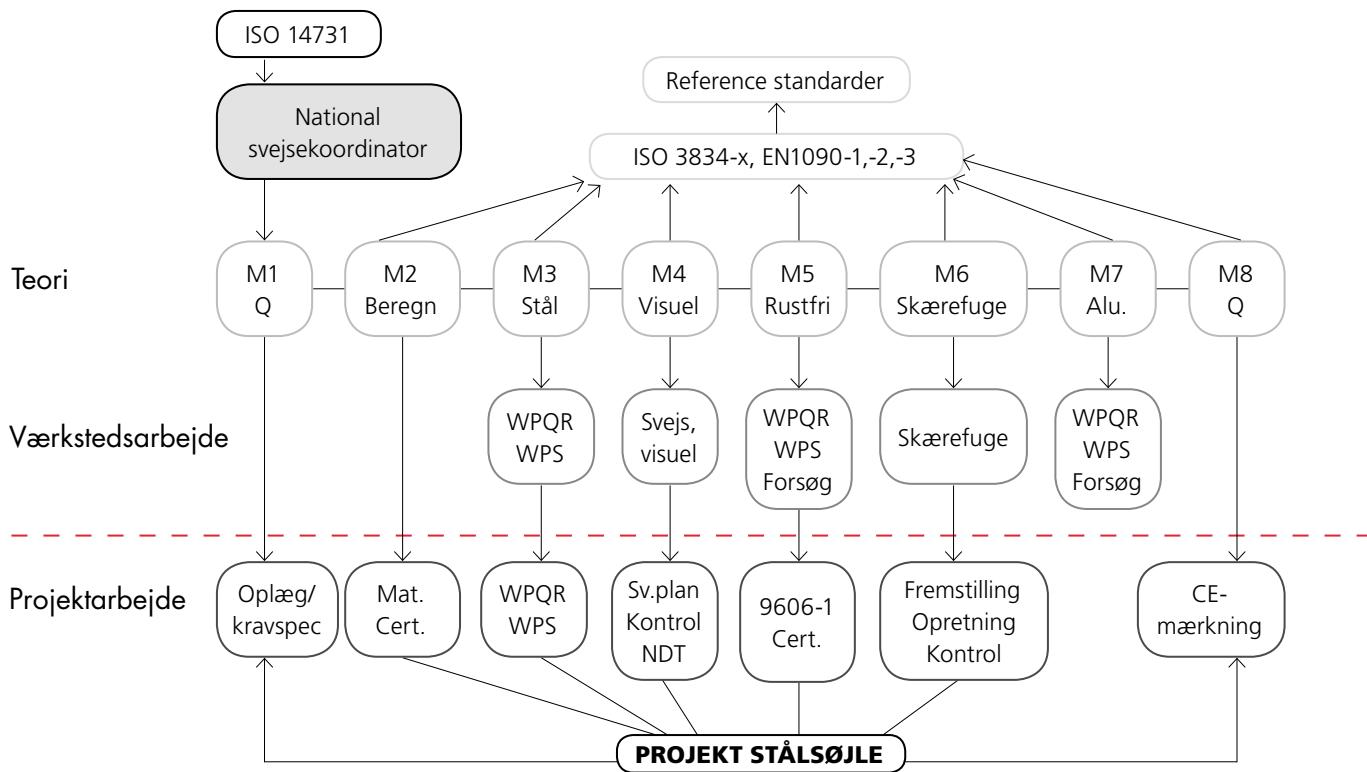 ISO 14731
National
svejsekoordinator
Reference standarder
ISO 3834-x, EN1090-1,-2,-3
Teori
M1
Q
M2
Beregn
M3
Stål
M4
Visuel
M5
Rustfri
M6
Skærefuge
M7
Alu.
M8
Q
Værkstedsarbejde
WPQR
WPS
Svejs,
visuel
WPQR
WPS
Forsøg
Skærefuge
WPQR
WPS
Forsøg
Projektarbejde
Oplæg/
kravspec
Mat.
Cert.
WPQR
WPS
Sv.plan
Kontrol
NDT
9606-1
Cert.
Fremstilling
Opretning
Kontrol
CE-
mærkning
PROJEKT STÅLSØJLE